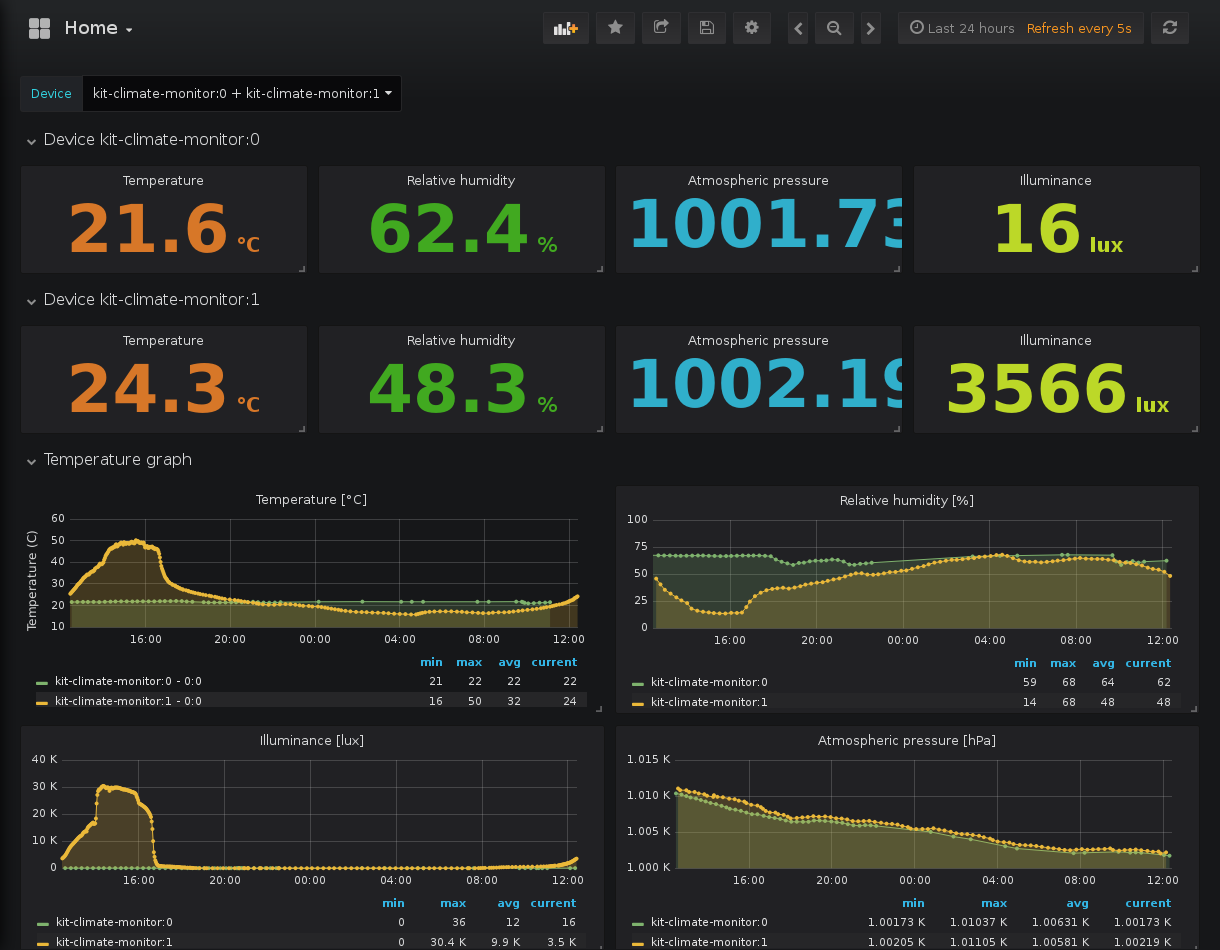 Home
Last 24 hours Refresh every 5s
Device kit-climate-monitor:0 + kit-climate-monitor:1
Device kit-climate-monitor:0
Temperature Relative humidity Atmospheric pressure Illuminance
21.6 °C 62.4 % 1001.73 16 lux
Device kit-climate-monitor:1
Temperature Relative humidity Atmospheric pressure Illuminance
24.3 °C 48.3 % 1002.19 3566 lux
Temperature graph
Temperature [°C]
Temperature (C)
60
50
40
30
20
10
16:00 20:00 00:00 04:00 08:00 12:00
min max avg current
kit-climate-monitor:0 - 0:0 21 22 22 22
kit-climate-monitor:1 - 0:0 16 50 32 24
Relative humidity [%]
100
75
50
25
0
16:00 20:00 00:00 04:00 08:00 12:00
min max avg current
kit-climate-monitor:0 59 68 64 62
kit-climate-monitor:1 14 68 48 48
Illuminance [lux]
40 K
30 K
20 K
10 K
0
16:00 20:00 00:00 04:00 08:00 12:00
min max avg current
kit-climate-monitor:0 0 36 12 16
kit-climate-monitor:1 0 30.4 K 9.9 K 3.5 K
Atmospheric pressure [hPa]
1.015 K
1.010 K
1.005 K
1.000 K
16:00 20:00 00:00 04:00 08:00 12:00
min max avg current
kit-climate-monitor:0 1.00173 K 1.01037 K 1.00631 K 1.00173 K
kit-climate-monitor:1 1.00205 K 1.01105 K 1.00581 K 1.00219 K